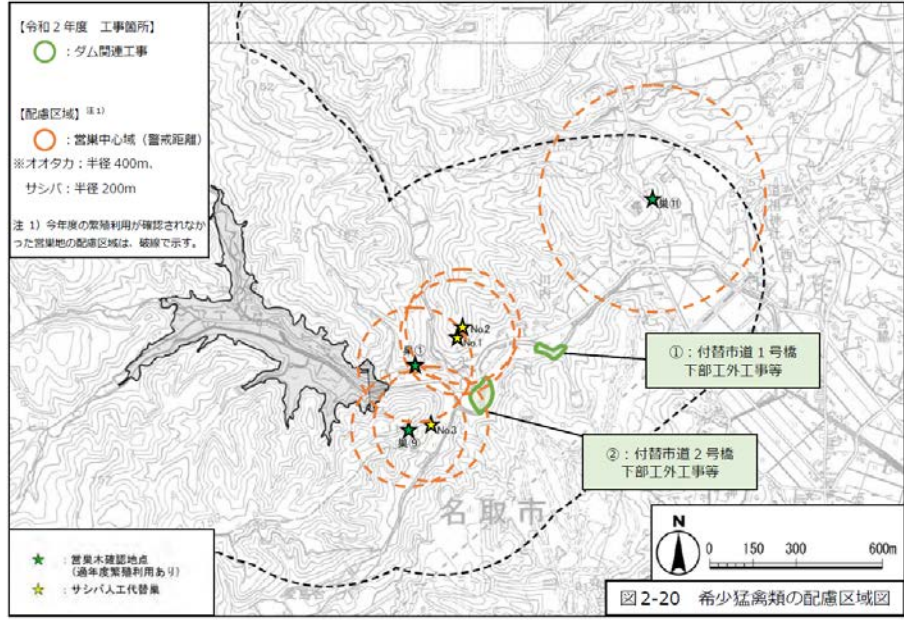 【令和2年度　工事箇所】
：ダム関連工事
【配慮区域】注1)
：営巣中心域（警戒距離）
※オオタカ：半径400m、
サシバ：半径200m
注 1）今年度の繁殖利用が確認されなか
った営巣地の配慮区域は、破線で示す。
巣⑪
No.2
No.1
巣①
①：付替市道1号橋
下部工外工事等
No.3
巣⑨
②：付替市道2号橋
下部工外工事等
名取市
：営巣木確認地点
（過年度繁殖利用あり）
：サシバ人工代替巣
N
0 150 300 600m
図2-20　希少猛禽類の配慮区域図